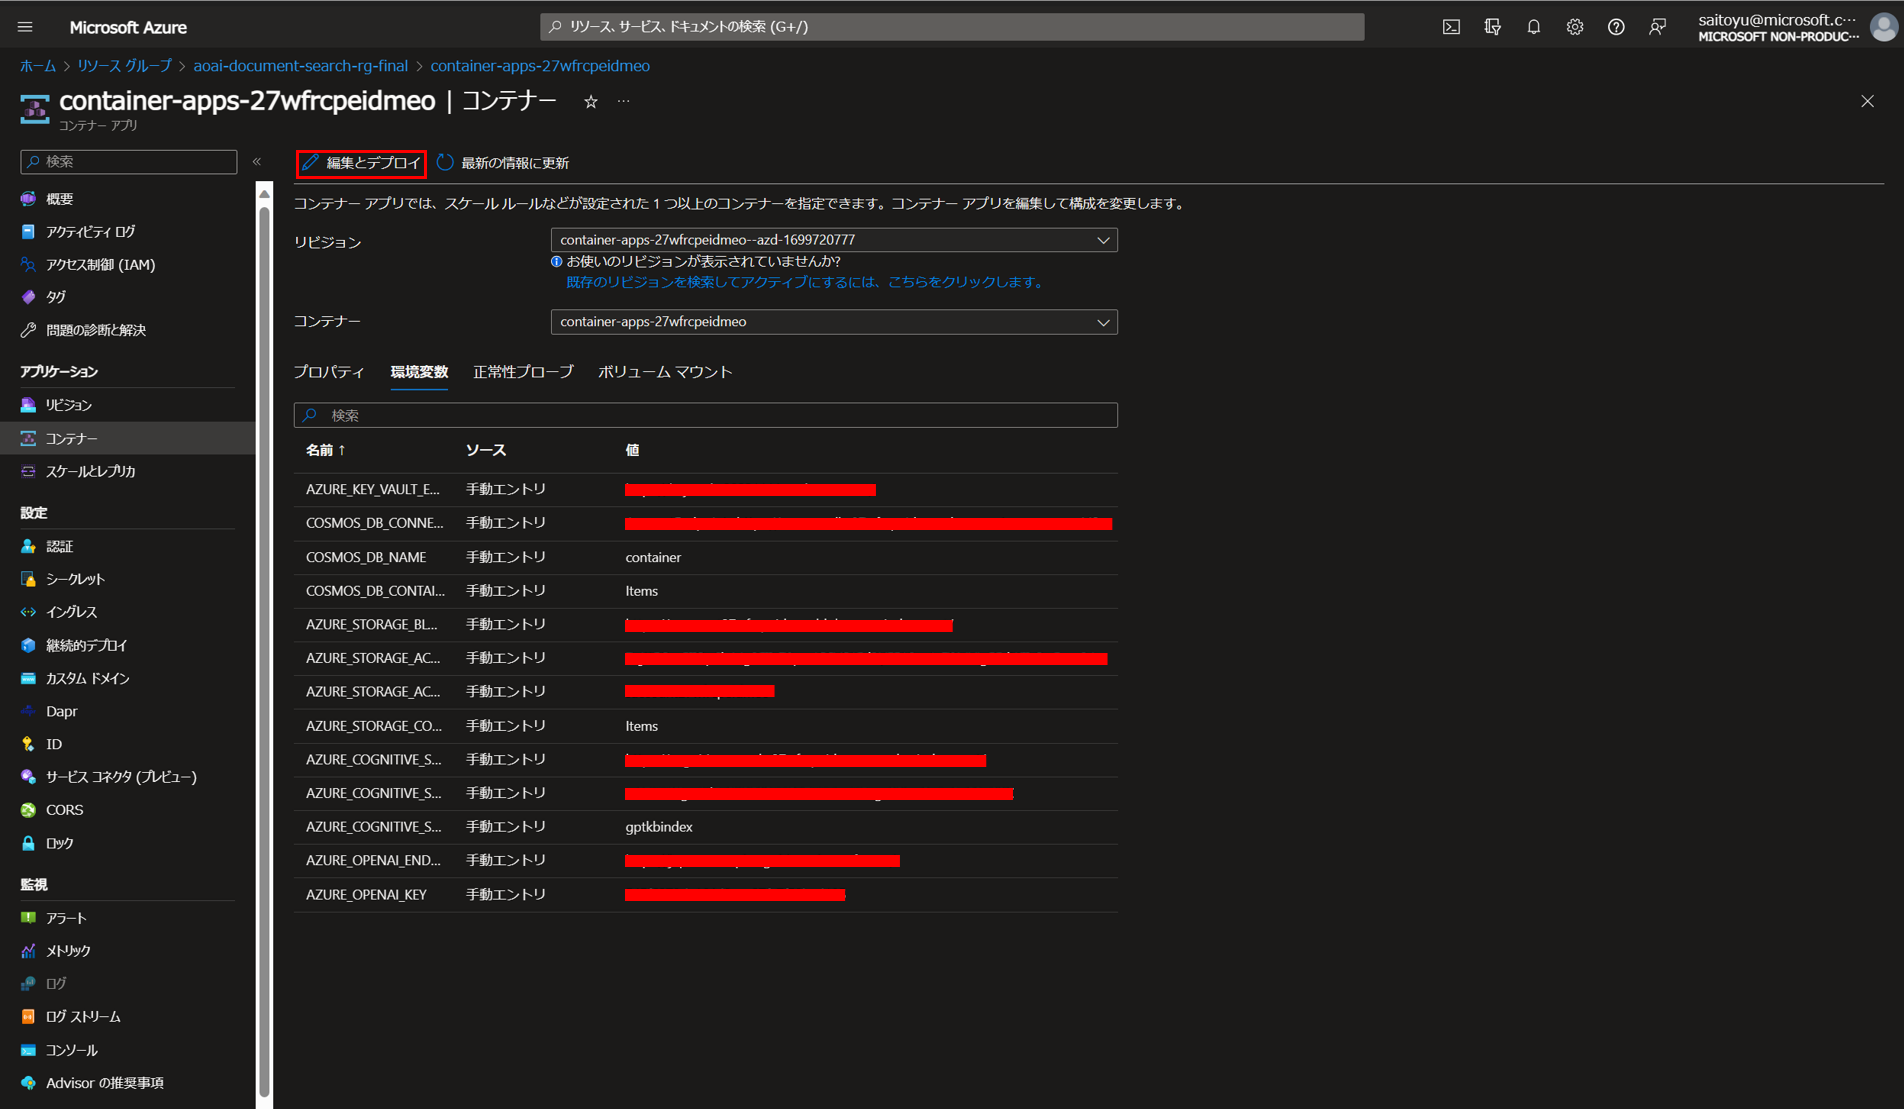 Microsoft Azure
リソース、サービス、ドキュメントの検索 (G+/)
saitoyu@microsoft.c…
MICROSOFT NON-PRODUC…
ホーム > リソース グループ > aoai-document-search-rg-final > container-apps-27wfrcpeidmeo
container-apps-27wfrcpeidmeo | コンテナー
コンテナー アプリ
検索
編集とデプロイ
最新の情報に更新
概要
アクティビティ ログ
アクセス制御 (IAM)
タグ
問題の診断と解決
アプリケーション
リビジョン
コンテナー
スケールとレプリカ
設定
認証
シークレット
イングレス
継続的デプロイ
カスタム ドメイン
Dapr
ID
サービス コネクタ (プレビュー)
CORS
ロック
監視
アラート
メトリック
ログ
ログ ストリーム
コンソール
Advisor の推奨事項
コンテナー アプリでは、スケール ルールなどが設定された 1 つ以上のコンテナーを指定できます。コンテナー アプリを編集して構成を変更します。
リビジョン
container-apps-27wfrcpeidmeo--azd-1699720777
お使いのリビジョンが表示されていませんか?
既存のリビジョンを検索してアクティブにするには、こちらをクリックします。
コンテナー
container-apps-27wfrcpeidmeo
プロパティ 環境変数 正常性プローブ ボリューム マウント
検索
名前 ↑ ソース 値
AZURE_KEY_VAULT_E... 手動エントリ
COSMOS_DB_CONNE... 手動エントリ
COSMOS_DB_NAME 手動エントリ container
COSMOS_DB_CONTAI... 手動エントリ Items
AZURE_STORAGE_BL... 手動エントリ
AZURE_STORAGE_AC... 手動エントリ
AZURE_STORAGE_AC... 手動エントリ
AZURE_STORAGE_CO... 手動エントリ Items
AZURE_COGNITIVE_S... 手動エントリ
AZURE_COGNITIVE_S... 手動エントリ
AZURE_COGNITIVE_S... 手動エントリ gptkbindex
AZURE_OPENAI_END... 手動エントリ
AZURE_OPENAI_KEY 手動エントリ